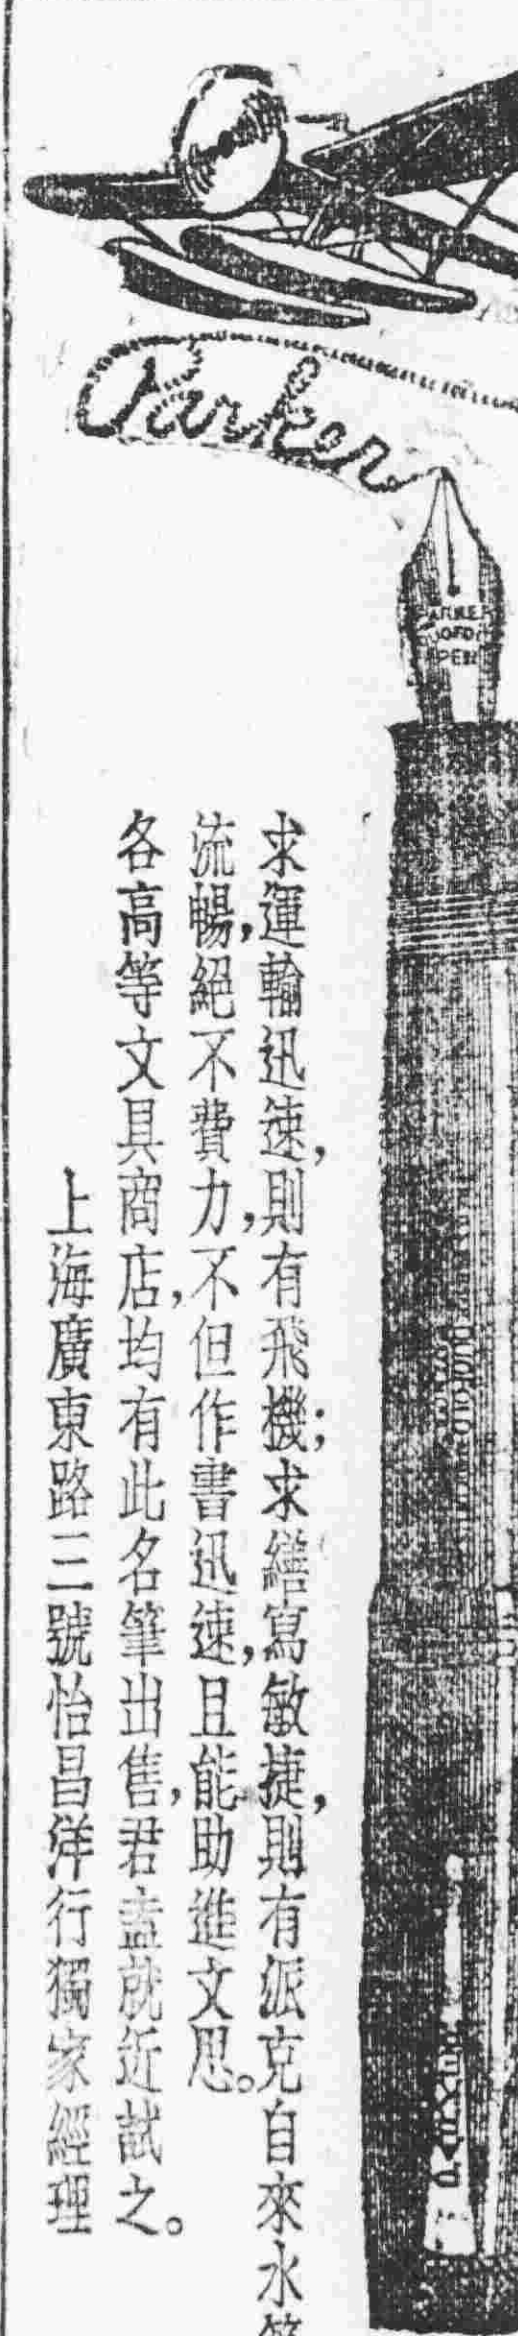 Parker
PARKER
DUOFOLD
PEN
求運輸迅速,則有飛機;求繕寫敏捷,則有派克自來水筆
流暢,絕不費力,不但作書迅速,且能助進文思。
各高等文具商店,均有此名筆出售,君盍就近試之。
上海廣東路三號怡昌洋行獨家經理